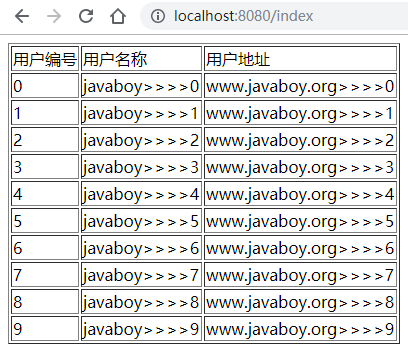 localhost:8080/index
用户编号 用户名称 用户地址
0 javaboy>>>>0 www.javaboy.org>>>>0
1 javaboy>>>>1 www.javaboy.org>>>>1
2 javaboy>>>>2 www.javaboy.org>>>>2
3 javaboy>>>>3 www.javaboy.org>>>>3
4 javaboy>>>>4 www.javaboy.org>>>>4
5 javaboy>>>>5 www.javaboy.org>>>>5
6 javaboy>>>>6 www.javaboy.org>>>>6
7 javaboy>>>>7 www.javaboy.org>>>>7
8 javaboy>>>>8 www.javaboy.org>>>>8
9 javaboy>>>>9 www.javaboy.org>>>>9